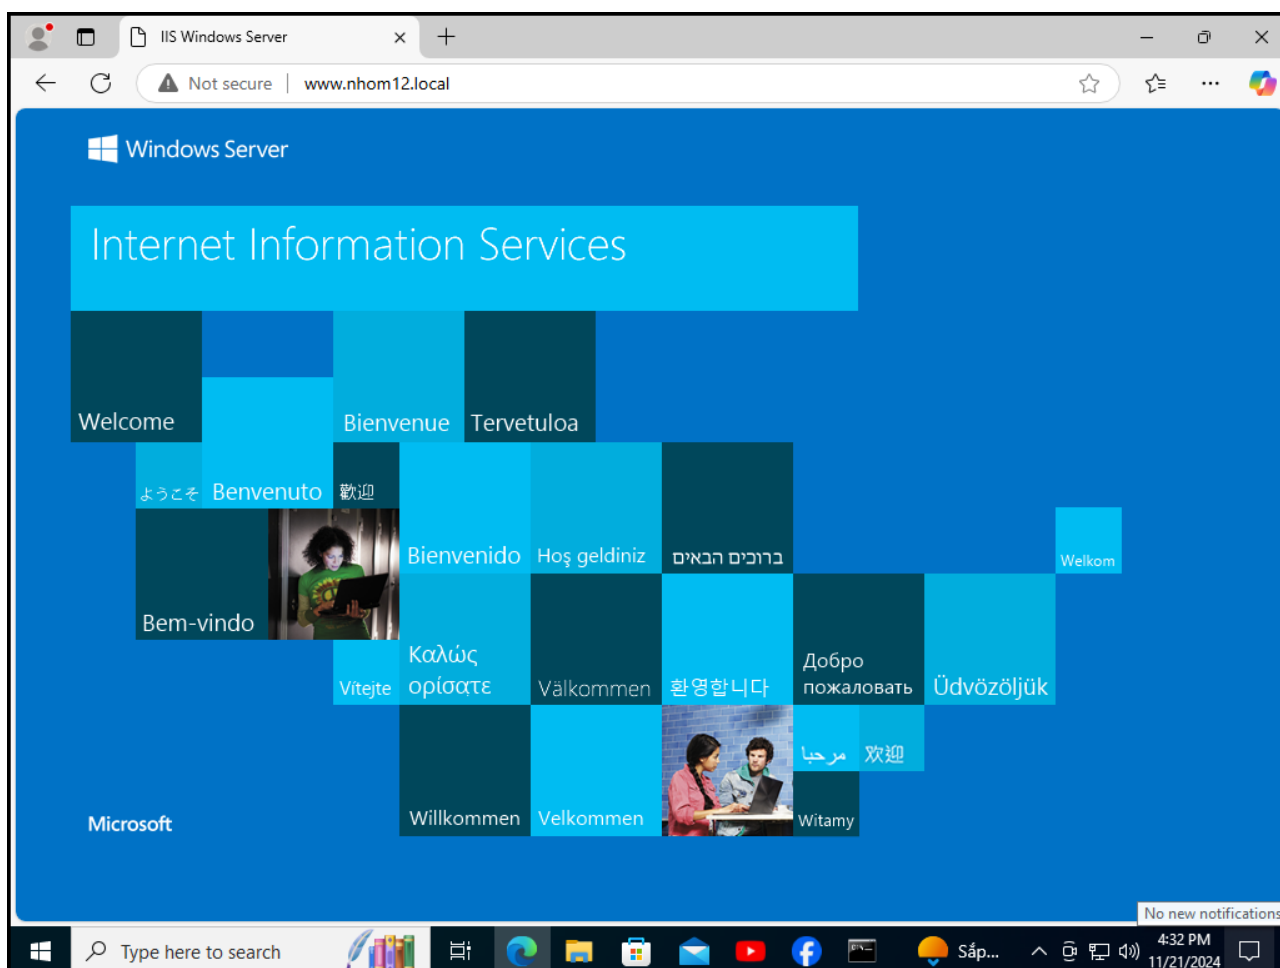 IIS Windows Server
Not secure
www.nhom12.local
Windows Server
Internet Information Services
Welcome
Bienvenue
Tervetuloa
ようこそ
Benvenuto
歡迎
Bienvenido
Hoş geldiniz
ברוכים הבאים
Welkom
Bem-vindo
Vítejte
Καλώς
ορίσατε
Välkommen
환영합니다
Добро
пожаловать
Üdvözöljük
مرحبا
欢迎
Microsoft
Willkommen
Velkommen
Witamy
No new notifications
Type here to search
Sắp...
4:32 PM
11/21/2024